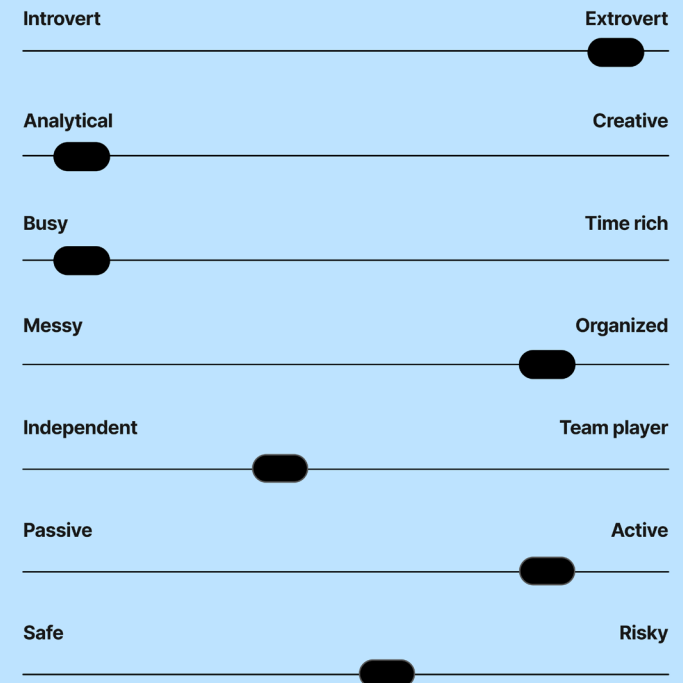 Introvert Extrovert
Analytical Creative
Busy Time rich
Messy Organized
Independent Team player
Passive Active
Safe Risky